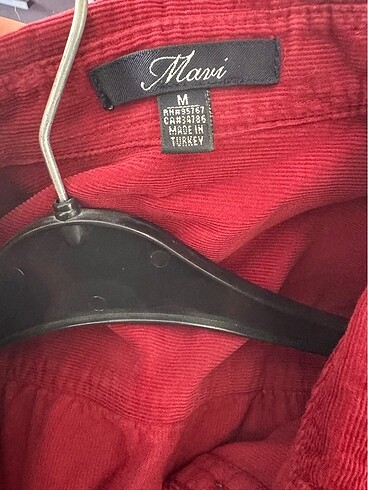 Mavi
M
RN#95767
CA#34786
MADE IN
TURKEY